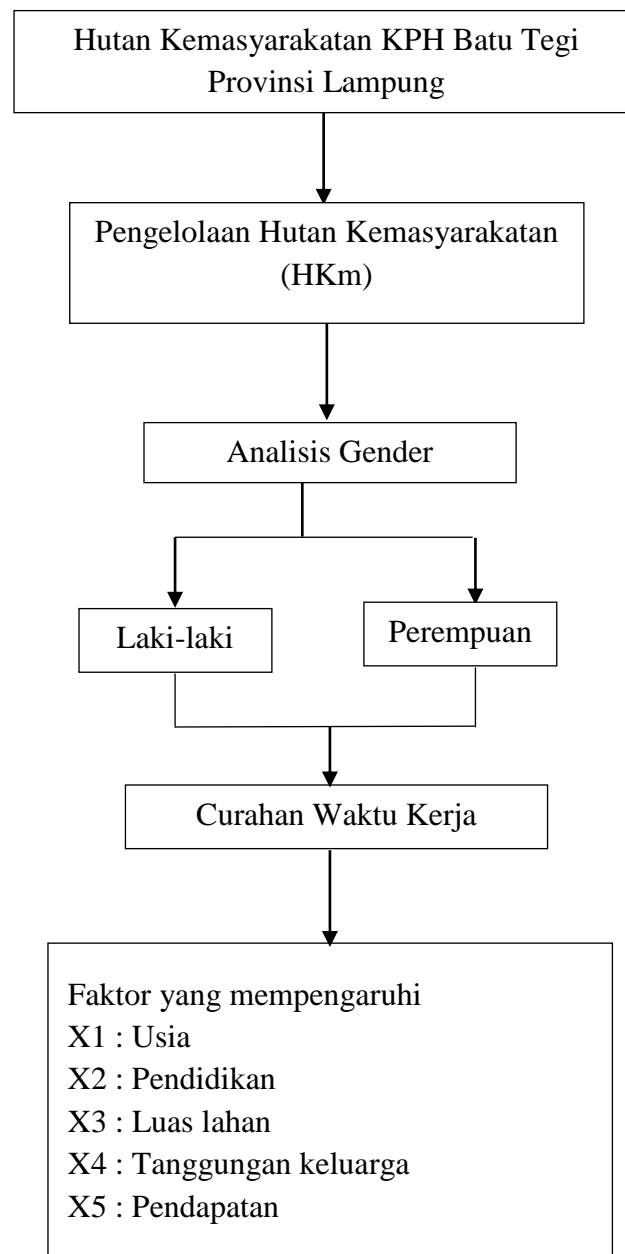 Hutan Kemasyarakatan KPH Batu Tegi
Provinsi Lampung
Pengelolaan Hutan Kemasyarakatan
(HKm)
Analisis Gender
Laki-laki
Perempuan
Curahan Waktu Kerja
Faktor yang mempengaruhi
X1 : Usia
X2 : Pendidikan
X3 : Luas lahan
X4 : Tanggungan keluarga
X5 : Pendapatan